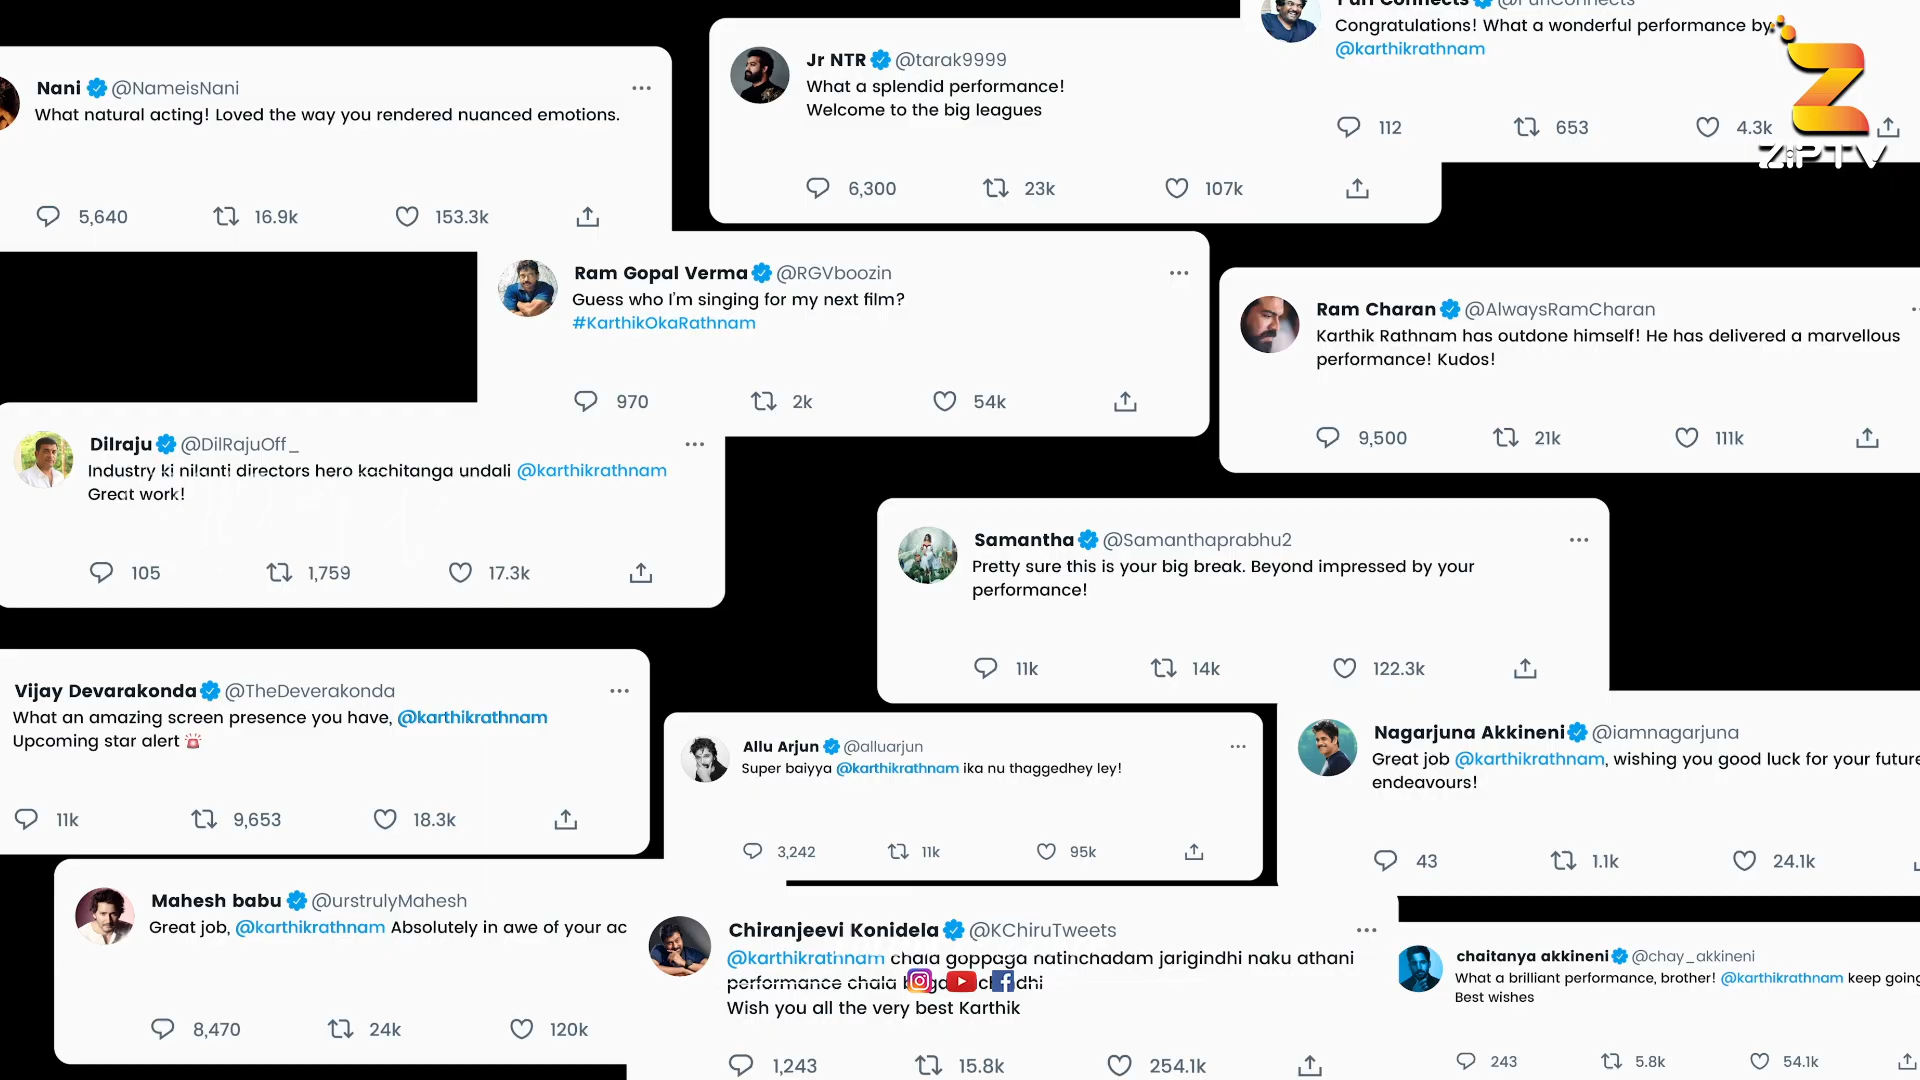 Puri Connects @PuriConnects
Congratulations! What a wonderful performance by
@karthikrathnam
112 653 4.3k
ZIPTV
Nani @NameisNani
What natural acting! Loved the way you rendered nuanced emotions.
5,640 16.9k 153.3k
Jr NTR @tarak9999
What a splendid performance!
Welcome to the big leagues
6,300 23k 107k
Ram Gopal Verma @RGVboozin
Guess who I'm singing for my next film?
#KarthikOkaRathnam
970 2k 54k
Ram Charan @AlwaysRamCharan
Karthik Rathnam has outdone himself! He has delivered a marvellous
performance! Kudos!
9,500 21k 111k
Dilraju @DilRajuOff_
Industry ki nilanti directors hero kachitanga undali @karthikrathnam
Great work!
105 1,759 17.3k
Samantha @Samanthaprabhu2
Pretty sure this is your big break. Beyond impressed by your
performance!
11k 14k 122.3k
Vijay Devarakonda @TheDeverakonda
What an amazing screen presence you have, @karthikrathnam
Upcoming star alert
11k 9,653 18.3k
Allu Arjun @alluarjun
Super baiyya @karthikrathnam ika nu thaggedhey ley!
3,242 11k 95k
Nagarjuna Akkineni @iamnagarjuna
Great job @karthikrathnam, wishing you good luck for your future
endeavours!
43 1.1k 24.1k
Mahesh babu @urstrulyMahesh
Great job, @karthikrathnam Absolutely in awe of your ac
8,470 24k 120k
Chiranjeevi Konidela @KChiruTweets
@karthikrathnam chala goppaga natinchadam jarigindhi naku athani
performance chala
Wish you all the very best Karthik
1,243 15.8k 254.1k
chaitanya akkineni @chay_akkineni
What a brilliant performance, brother! @karthikrathnam keep going
Best wishes
243 5.8k 54.1k